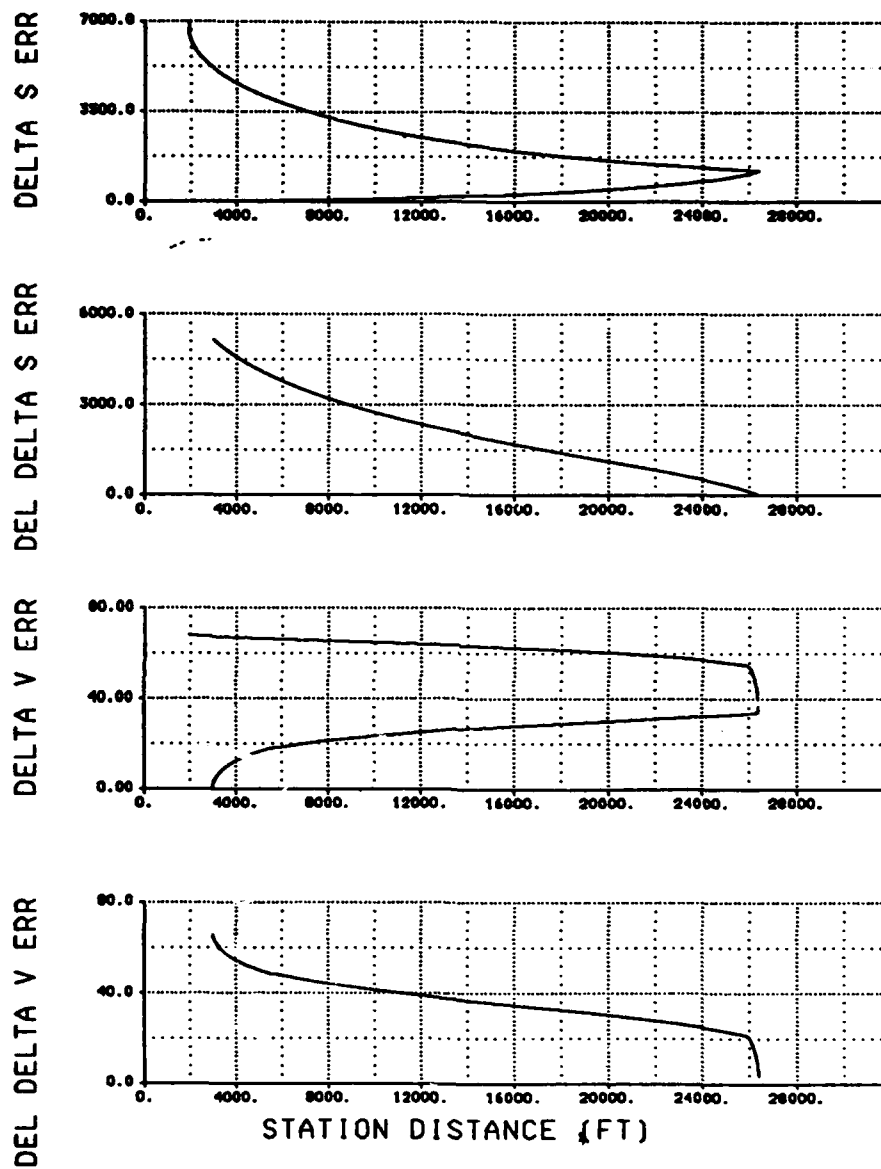 DELTA S ERR
7000.0
3500.0
0.0
0. 4000. 8000. 12000. 16000. 20000. 24000. 28000.
DEL DELTA S ERR
6000.0
3000.0
0.0
0. 4000. 8000. 12000. 16000. 20000. 24000. 28000.
DELTA V ERR
80.00
40.00
0.00
0. 4000. 8000. 12000. 16000. 20000. 24000. 28000.
DEL DELTA V ERR
80.0
40.0
0.0
0. 4000. 8000. 12000. 16000. 20000. 24000. 28000.
STATION DISTANCE (FT)